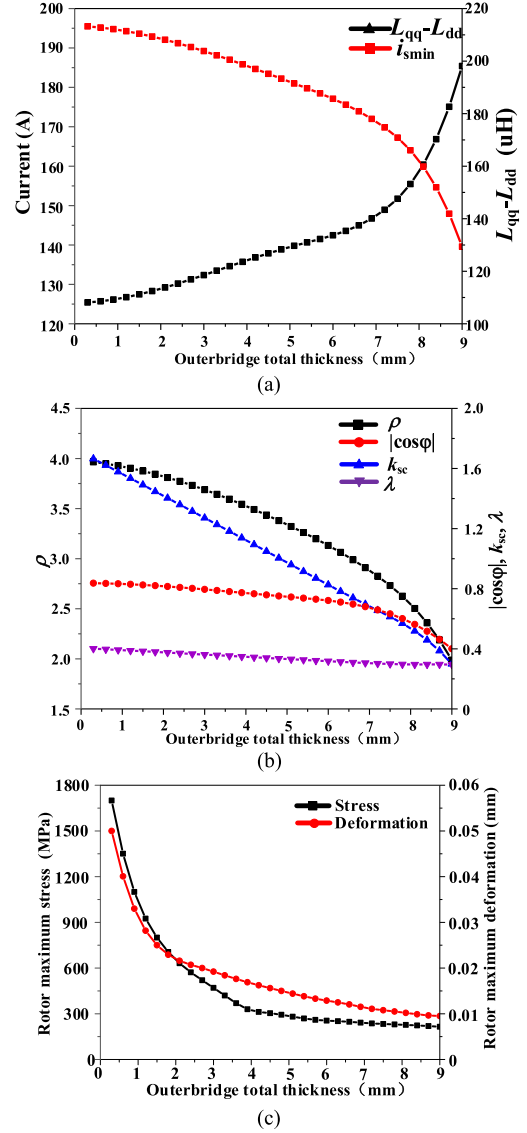 200
190
180
170
160
150
140
130
120
Current (A)
220
200
180
160
140
120
100
Lqq-Ldd (uH)
Lqq-Ldd
ismin
0 1 2 3 4 5 6 7 8 9
Outerbridge total thickness（mm）
(a)
4.5
4.0
3.5
3.0
2.5
2.0
1.5
ρ
2.0
1.6
1.2
0.8
0.4
0
|cosφ|, ksc, λ
ρ
|cosφ|
ksc
λ
0 1 2 3 4 5 6 7 8 9
Outerbridge total thickness（mm）
(b)
1800
1500
1200
900
600
300
0
Rotor maximum stress (MPa)
0.06
0.05
0.04
0.03
0.02
0.01
0
Rotor maximum deformation (mm)
Stress
Deformation
0 1 2 3 4 5 6 7 8 9
Outerbridge total thickness（mm）
(c)